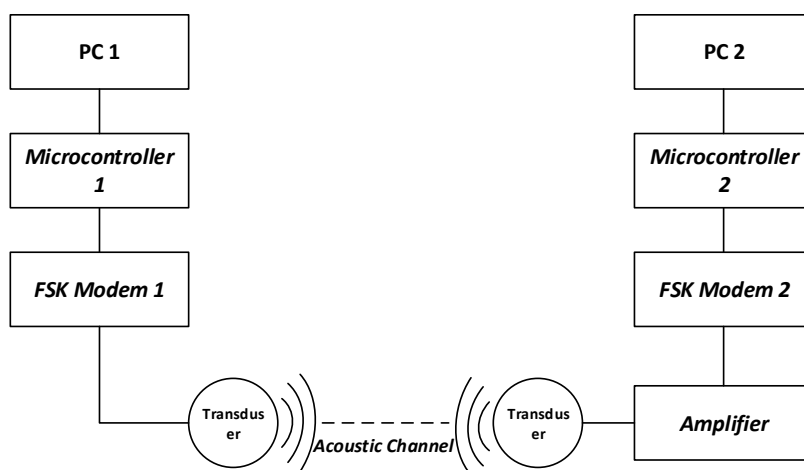 PC 1
PC 2
Microcontroller
1
Microcontroller
2
FSK Modem 1
FSK Modem 2
Transdus
er
Transdus
er
Amplifier
Acoustic Channel